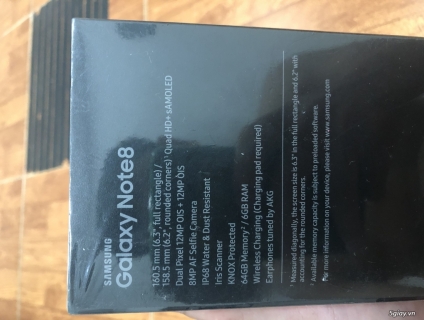 SAMSUNG
Galaxy Note8
160.5 mm (6.3", full rectangle) /
158.5 mm (6.2", rounded corners)¹ Quad HD+ sAMOLED
Dual Pixel 12MP OIS + 12MP OIS
8MP AF Selfie Camera
IP68 Water & Dust Resistant
Iris Scanner
KNOX Protected
64GB Memory² / 6GB RAM
Wireless Charging (Charging pad required)
Earphones tuned by AKG
¹ Measured diagonally, the screen size is 6.3" in the full rectangle and 6.2" with
accounting for the rounded corners.
² Available memory capacity is subject to preloaded software.
For more information on your device, please visit www.samsung.com
5giay.vn